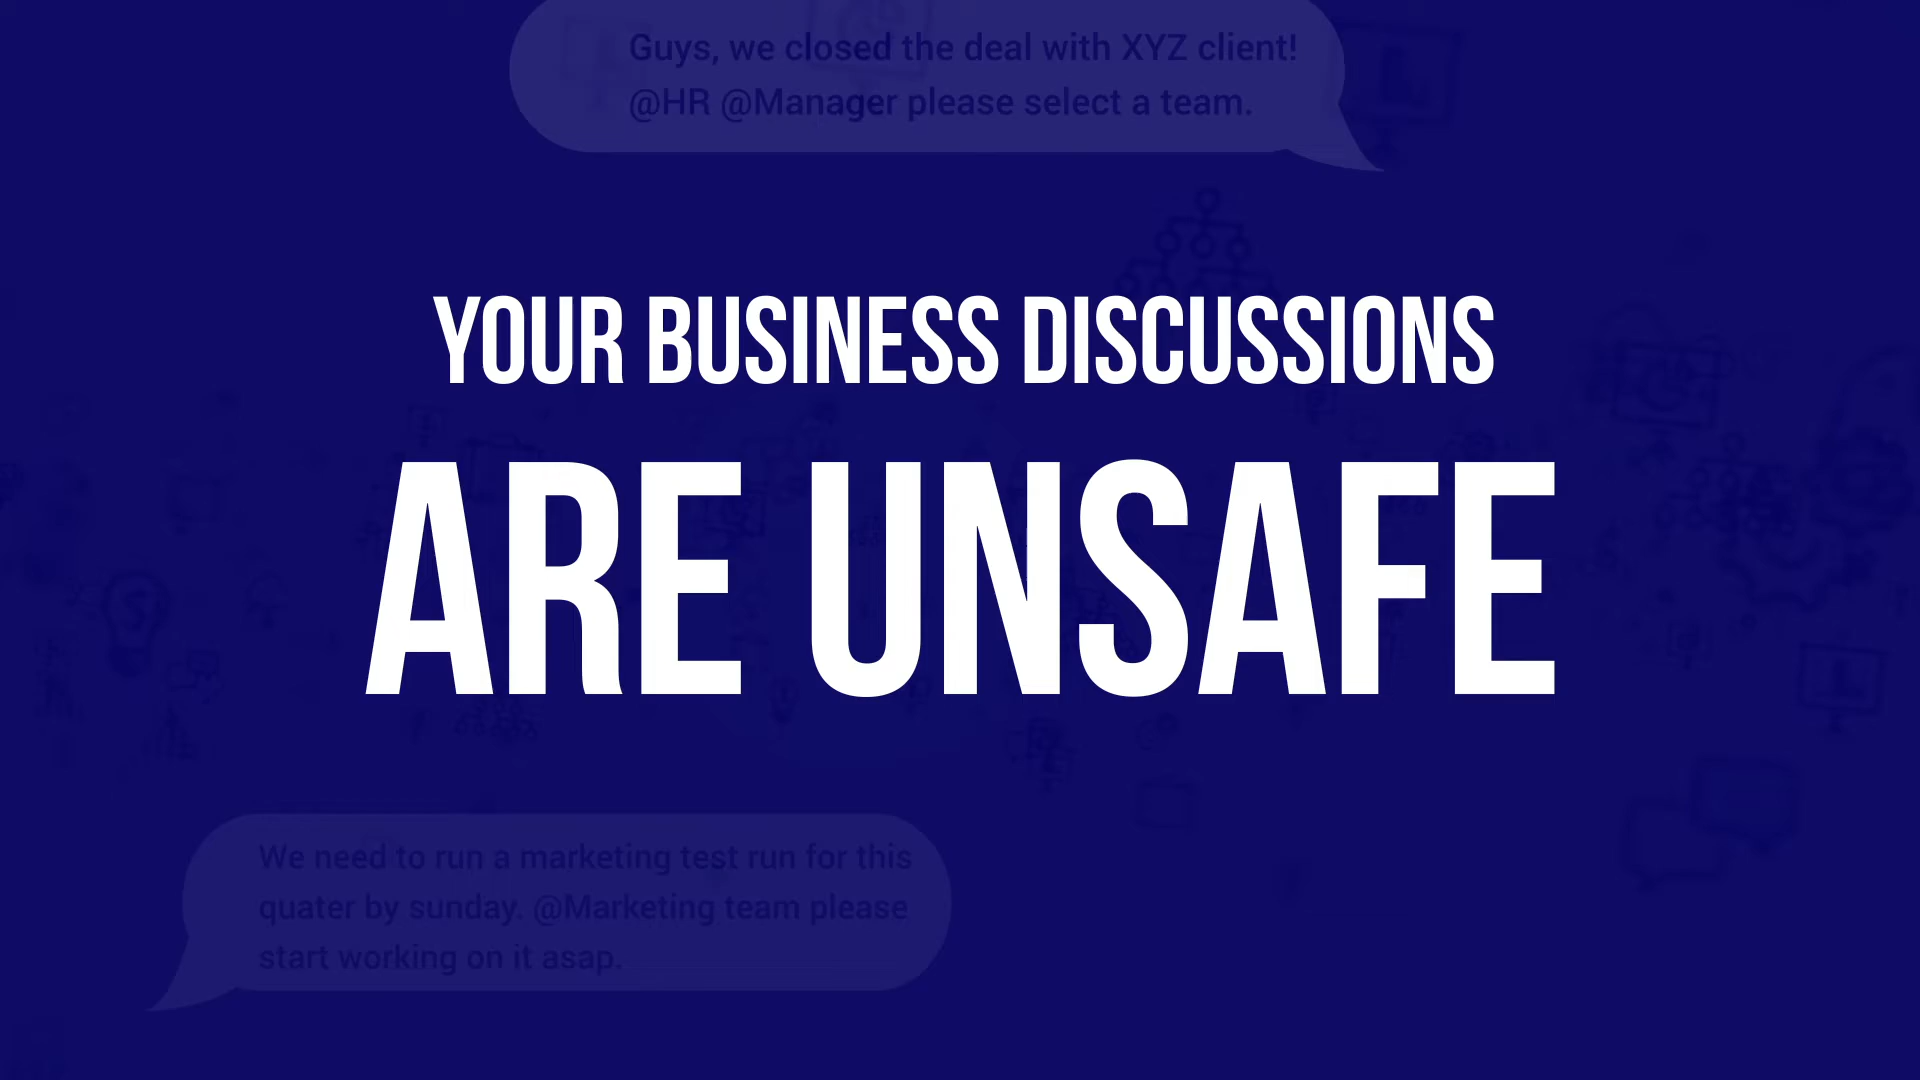 Guys, we closed the deal with XYZ client!
@HR @Manager please select a team.
YOUR BUSINESS DISCUSSIONS
ARE UNSAFE
We need to run a marketing test run for this
quater by sunday. @Marketing team please
start working on it asap.